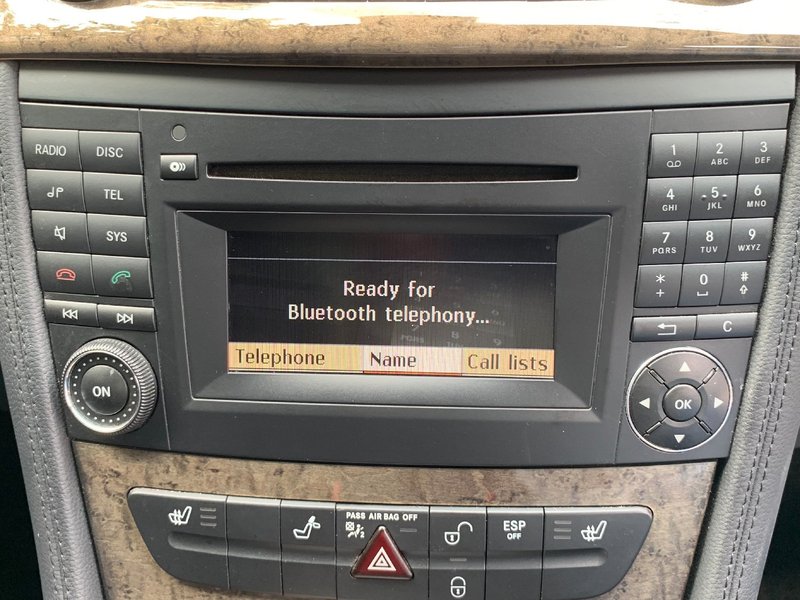 RADIO DISC
TEL
SYS
ON
Ready for
Bluetooth telephony...
Telephone Name Call lists
1 2 ABC 3 DEF
4 GHI 5 JKL 6 MNO
7 PQRS 8 TUV 9 WXYZ
* + 0 #
C
OK
PASS AIR BAG OFF
2
ESP
OFF